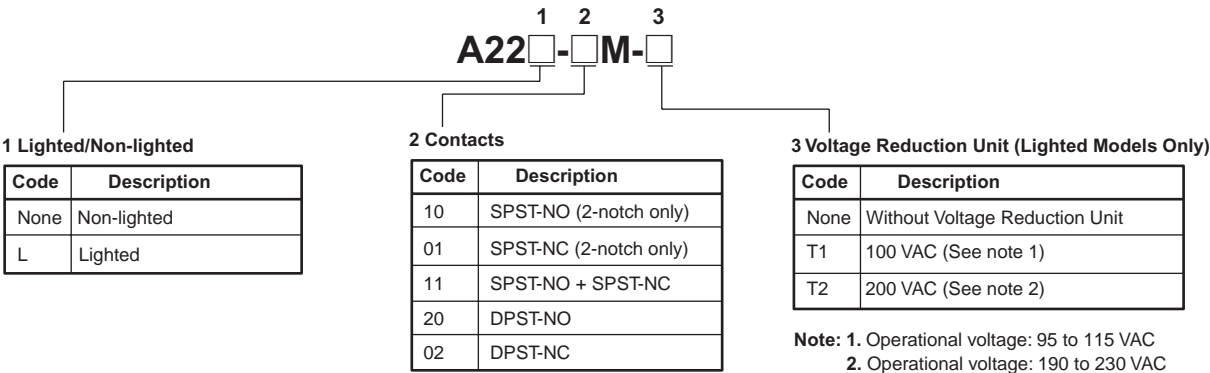 1 2 3
A22□-□M-□
1 Lighted/Non-lighted
Code Description
None Non-lighted
L Lighted
2 Contacts
Code Description
10 SPST-NO (2-notch only)
01 SPST-NC (2-notch only)
11 SPST-NO + SPST-NC
20 DPST-NO
02 DPST-NC
3 Voltage Reduction Unit (Lighted Models Only)
Code Description
None Without Voltage Reduction Unit
T1 100 VAC (See note 1)
T2 200 VAC (See note 2)
Note: 1. Operational voltage: 95 to 115 VAC
2. Operational voltage: 190 to 230 VAC